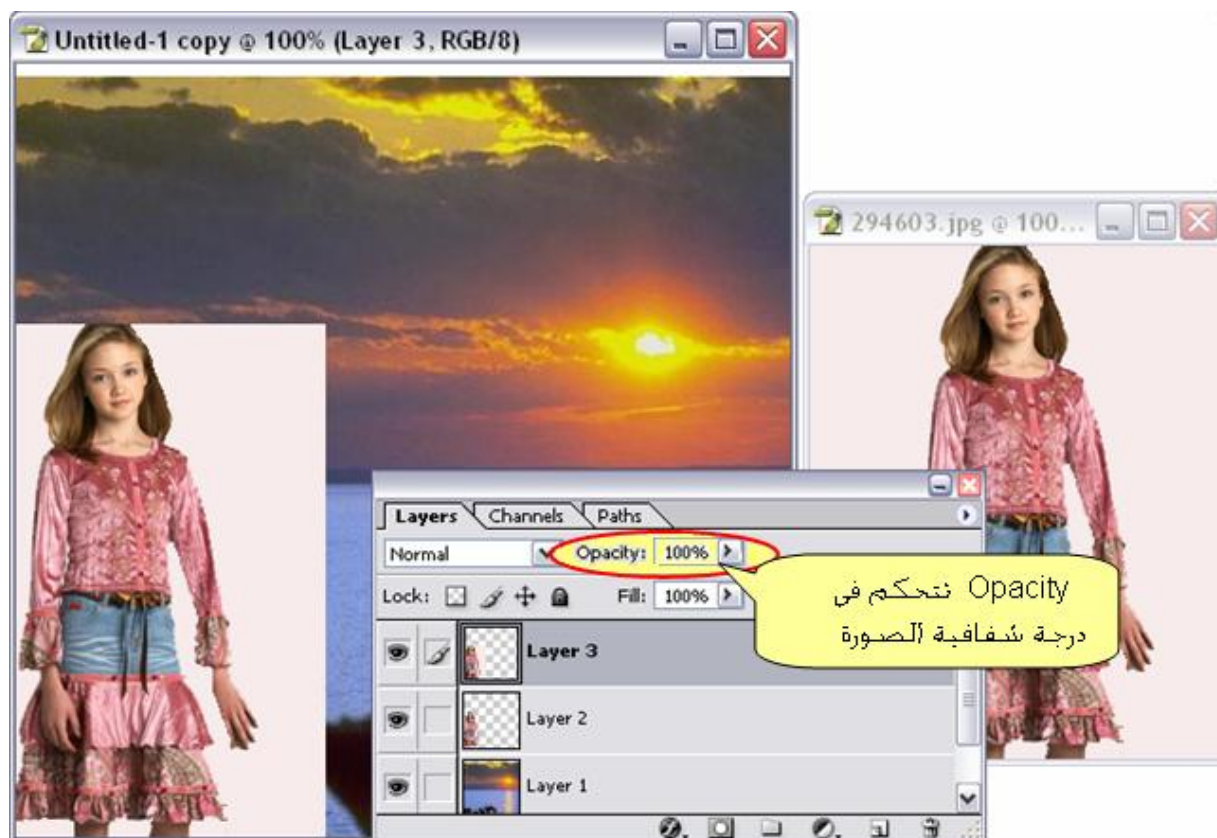 Untitled-1 copy @ 100% (Layer 3, RGB/8)
294603.jpg @ 100...
Layers Channels Paths
Normal Opacity: 100%
Lock: Fill: 100%
Opacity نتحكم فى
درجة شفافية الصورة
Layer 3
Layer 2
Layer 1